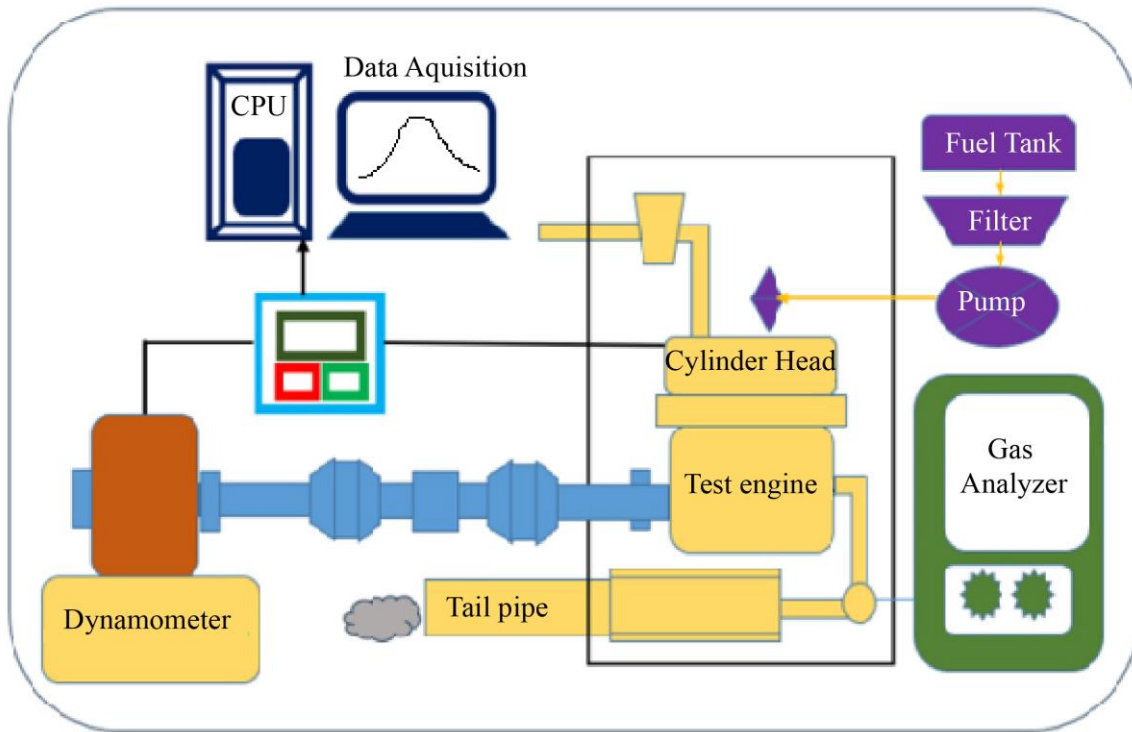 Data Aquisition
CPU
Fuel Tank
Filter
Pump
Cylinder Head
Gas
Analyzer
Test engine
Tail pipe
Dynamometer